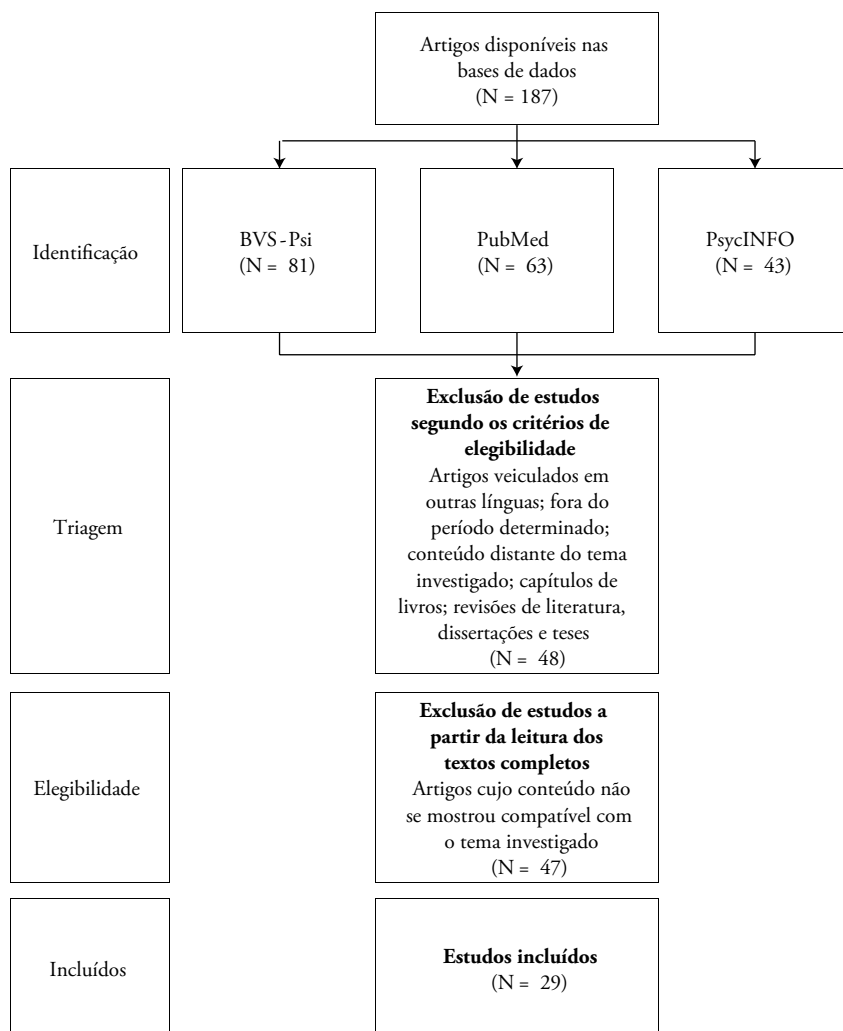 Artigos disponíveis nas
bases de dados
(N = 187)
Identificação
BVS-Psi
(N = 81)
PubMed
(N = 63)
PsycINFO
(N = 43)
Triagem
Exclusão de estudos
segundo os critérios de
elegibilidade
Artigos veiculados em
outras línguas; fora do
período determinado;
conteúdo distante do tema
investigado; capítulos de
livros; revisões de literatura,
dissertações e teses
(N = 48)
Elegibilidade
Exclusão de estudos a
partir da leitura dos
textos completos
Artigos cujo conteúdo não
se mostrou compatível com
o tema investigado
(N = 47)
Incluídos
Estudos incluídos
(N = 29)